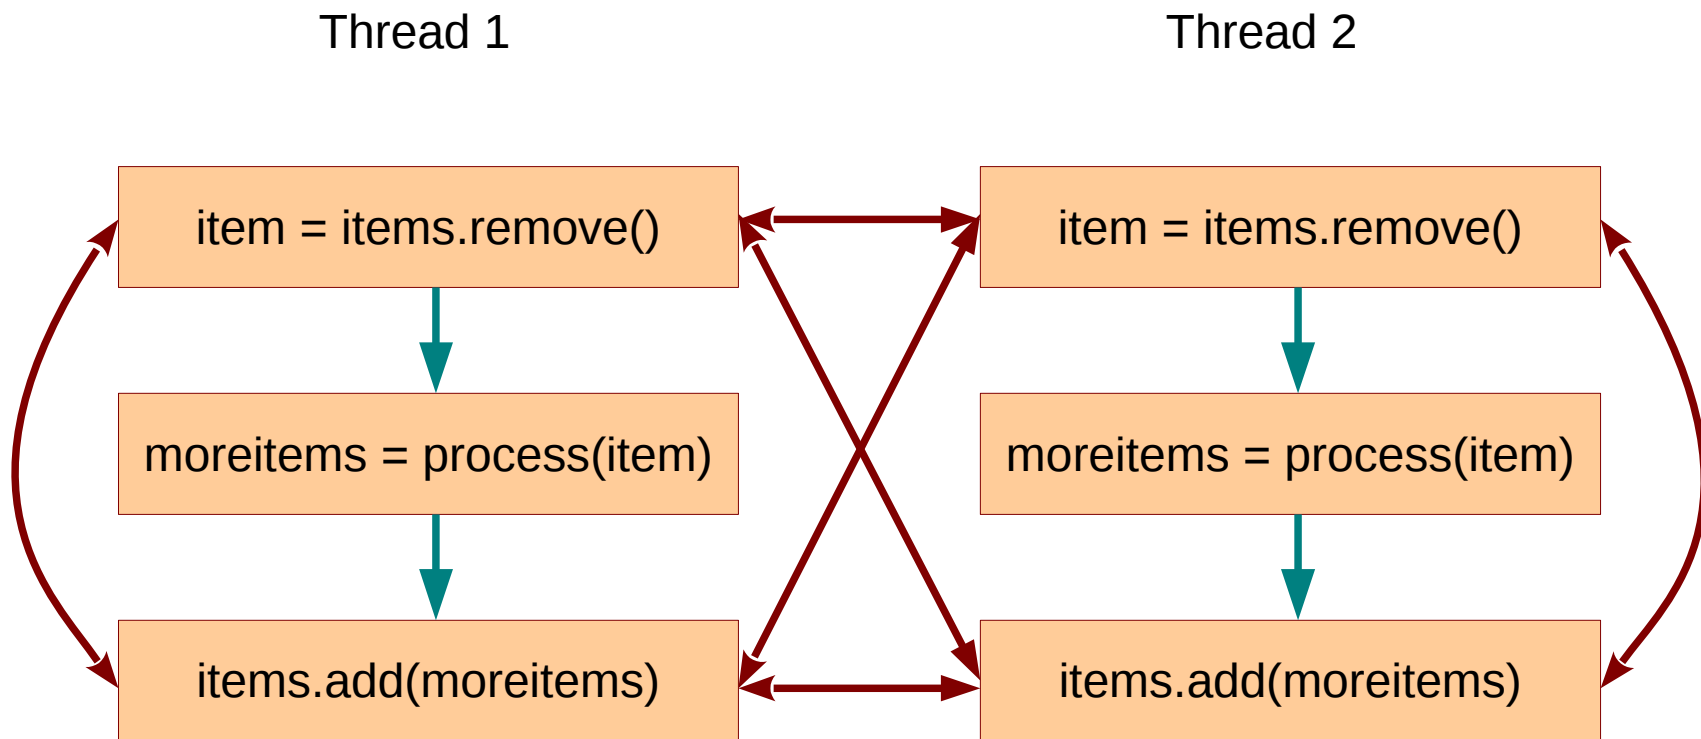 Thread 1
Thread 2
item = items.remove()
item = items.remove()
moreitems = process(item)
moreitems = process(item)
items.add(moreitems)
items.add(moreitems)